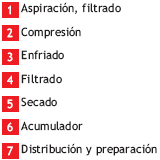 1 Aspiración, filtrado
2 Compresión
3 Enfriado
4 Filtrado
5 Secado
6 Acumulador
7 Distribución y preparación